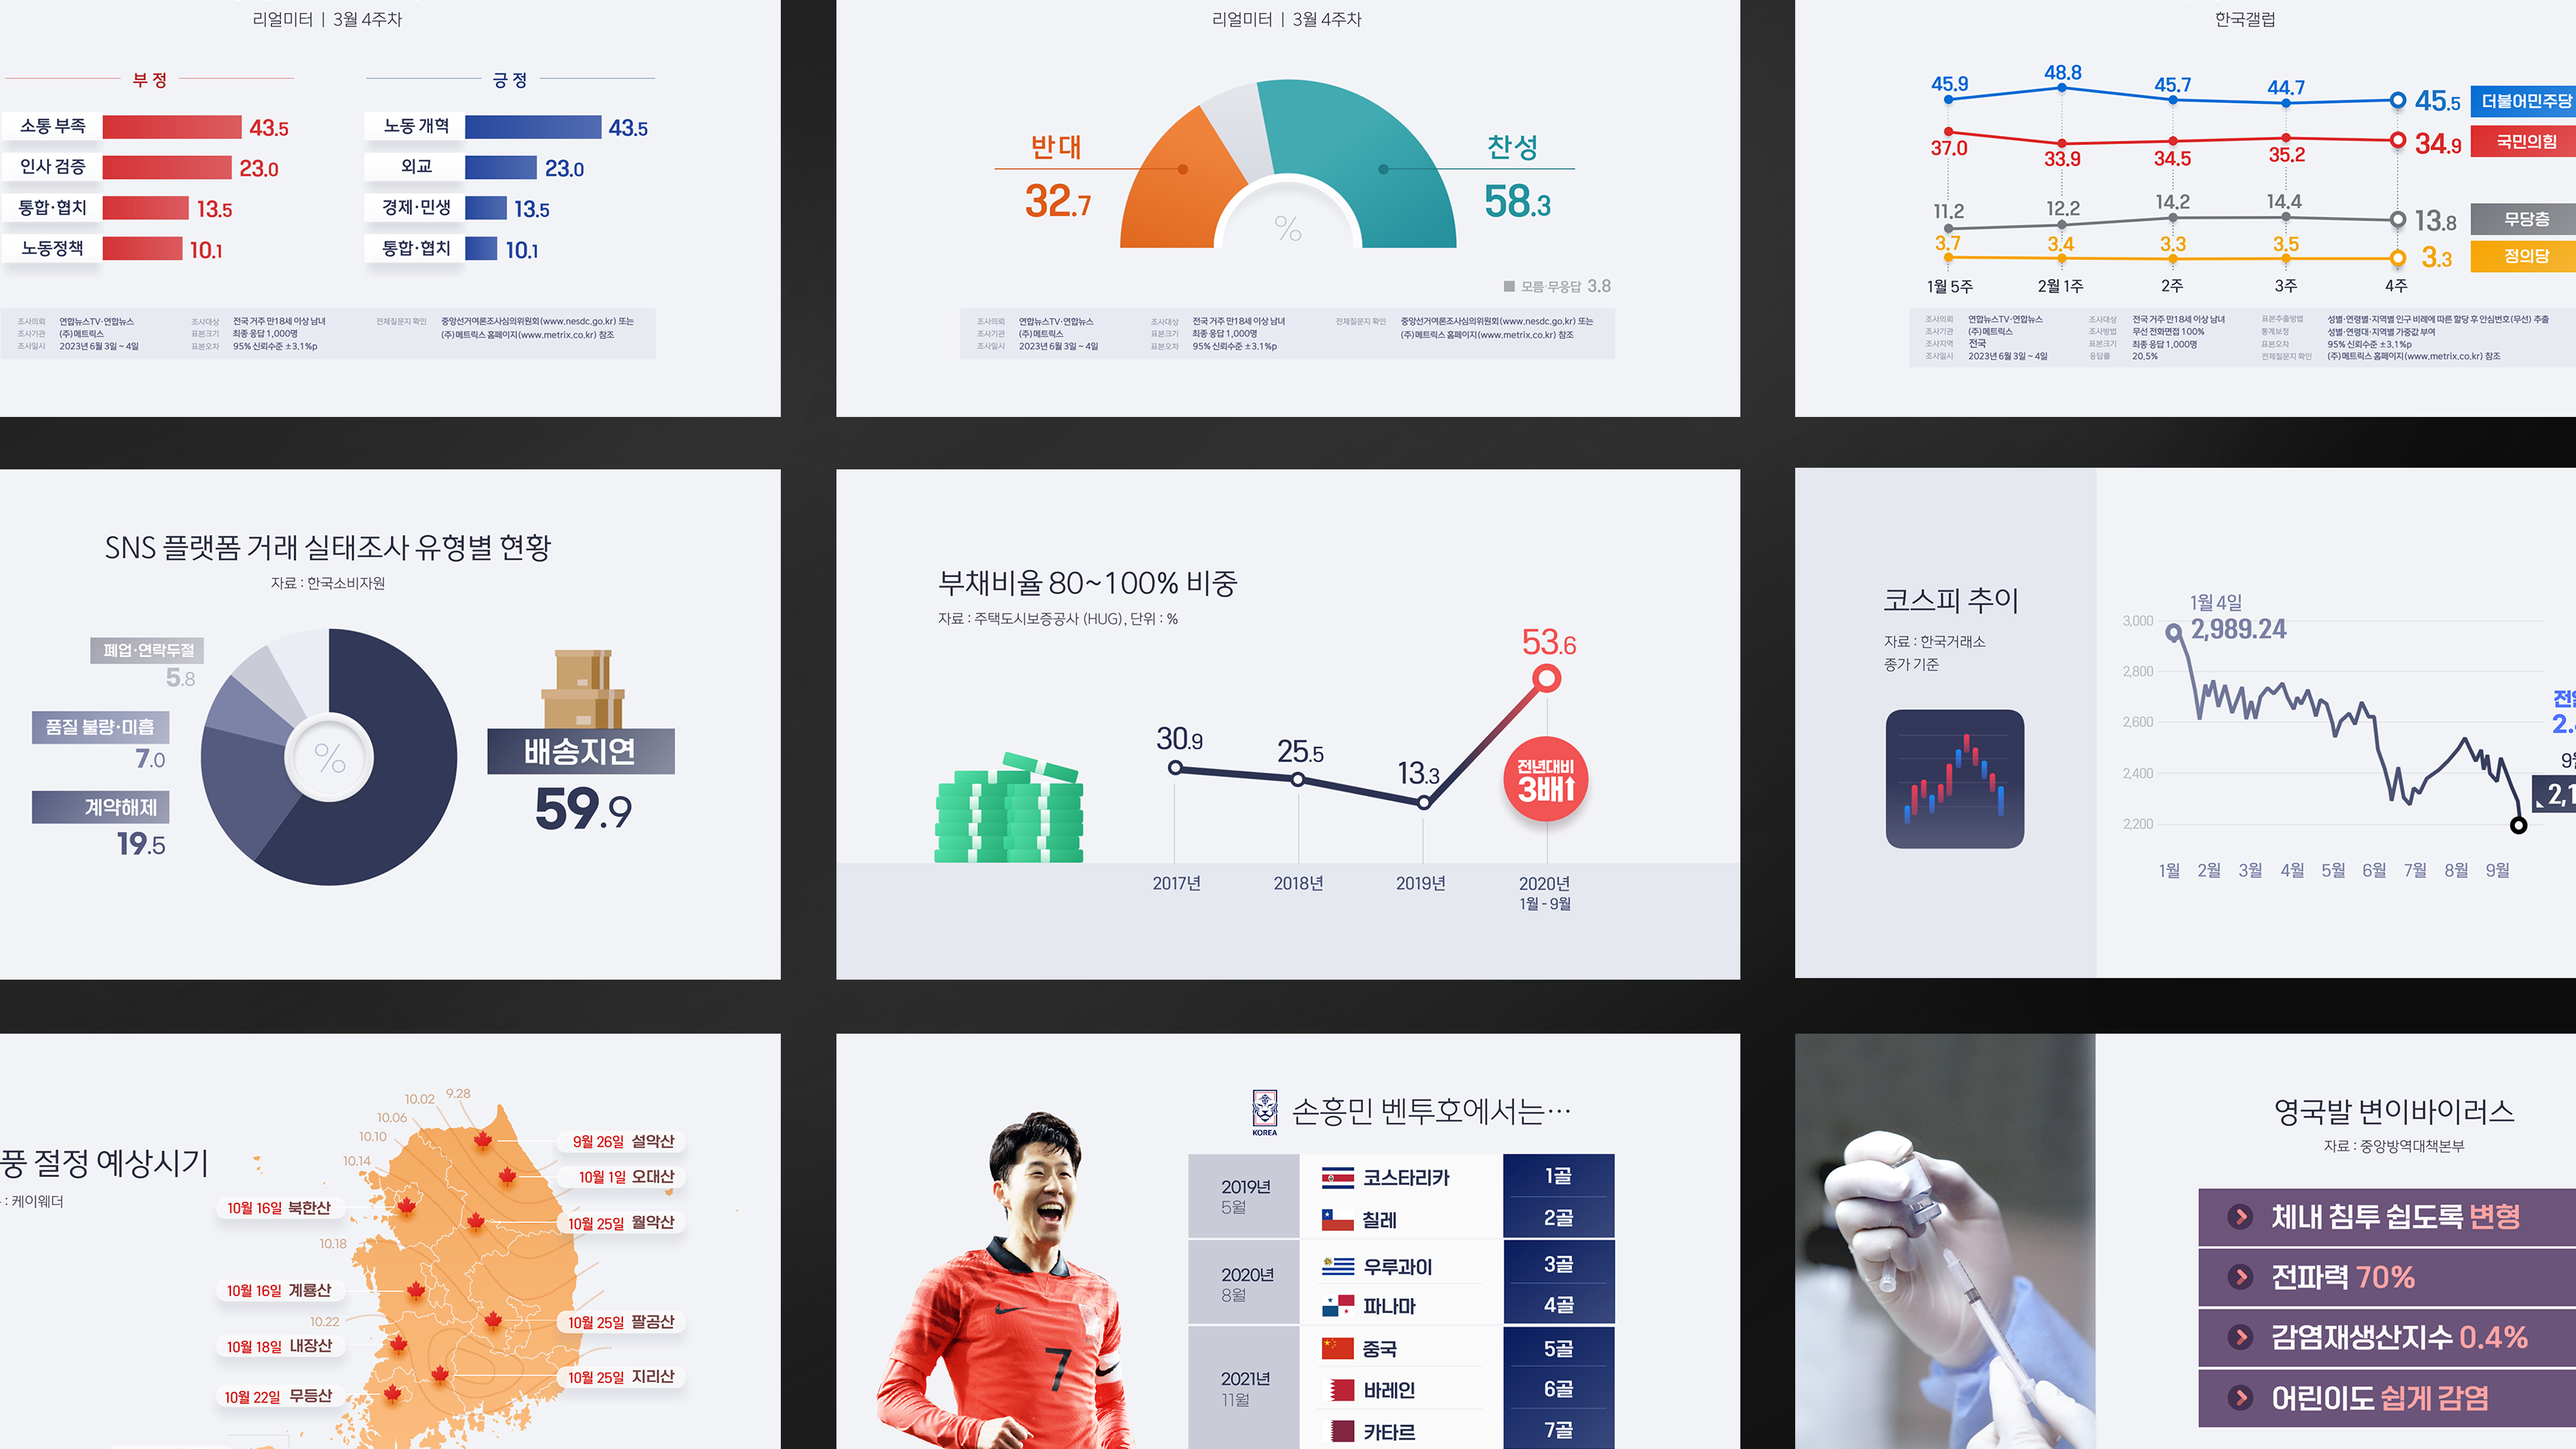 리얼미터 | 3월 4주차
부정
긍정
소통 부족 43.5
인사 검증 23.0
통합·협치 13.5
노동정책 10.1
노동 개혁 43.5
외교 23.0
경제·민생 13.5
통합·협치 10.1
조사의뢰 연합뉴스TV·연합뉴스
조사기관 (주)메트릭스
조사일시 2023년 6월 3일 ~ 4일
조사대상 전국 거주 만18세 이상 남녀
표본크기 최종 응답 1,000명
표본오차 95% 신뢰수준 ±3.1%p
전체질문지 확인 중앙선거여론조사심의위원회(www.nesdc.go.kr) 또는
(주)메트릭스 홈페이지(www.metrix.co.kr) 참조
리얼미터 | 3월 4주차
반대
32.7
찬성
58.3
%
모름·무응답 3.8
조사의뢰 연합뉴스TV·연합뉴스
조사기관 (주)메트릭스
조사일시 2023년 6월 3일 ~ 4일
조사대상 전국 거주 만18세 이상 남녀
표본크기 최종 응답 1,000명
표본오차 95% 신뢰수준 ±3.1%p
전체질문지 확인 중앙선거여론조사심의위원회(www.nesdc.go.kr) 또는
(주)메트릭스 홈페이지(www.metrix.co.kr) 참조
한국갤럽
45.9 48.8 45.7 44.7 45.5 더불어민주당
37.0 33.9 34.5 35.2 34.9 국민의힘
11.2 12.2 14.2 14.4 13.8 무당층
3.7 3.4 3.3 3.5 3.3 정의당
1월 5주 2월 1주 2주 3주 4주
조사의뢰 연합뉴스TV·연합뉴스
조사기관 (주)메트릭스
조사지역 전국
조사일시 2023년 6월 3일 ~ 4일
조사대상 전국 거주 만18세 이상 남녀
조사방법 무선 전화면접 100%
표본크기 최종 응답 1,000명
응답률 20.5%
표본추출방법 성별·연령별·지역별 인구 비례에 따른 할당 후 안심번호(무선) 추출
통계보정 성별·연령대·지역별 가중값 부여
표본오차 95% 신뢰수준 ±3.1%p
전체질문지 확인 (주)메트릭스 홈페이지(www.metrix.co.kr) 참조
SNS 플랫폼 거래 실태조사 유형별 현황
자료 : 한국소비자원
폐업·연락두절
5.8
품질 불량·미흡
7.0
계약해제
19.5
%
배송지연
59.9
부채비율 80~100% 비중
자료 : 주택도시보증공사 (HUG), 단위 : %
30.9 25.5 13.3 53.6
전년대비
3배↑
2017년 2018년 2019년 2020년
1월 - 9월
코스피 추이
자료 : 한국거래소
종가 기준
1월 4일
2,989.24
3,000
2,800
2,600
2,400
2,200
1월 2월 3월 4월 5월 6월 7월 8월 9월
풍 절정 예상시기
: 케이웨더
9.28
10.02
10.06
10.10
10.14
10.18
10.22
9월 26일 설악산
10월 1일 오대산
10월 16일 북한산
10월 25일 월악산
10월 16일 계룡산
10월 25일 팔공산
10월 18일 내장산
10월 25일 지리산
10월 22일 무등산
KOREA
손흥민 벤투호에서는…
7
2019년
5월
코스타리카 1골
칠레 2골
2020년
8월
우루과이 3골
파나마 4골
2021년
11월
중국 5골
바레인 6골
카타르 7골
영국발 변이바이러스
자료 : 중앙방역대책본부
체내 침투 쉽도록 변형
전파력 70%
감염재생산지수 0.4%
어린이도 쉽게 감염